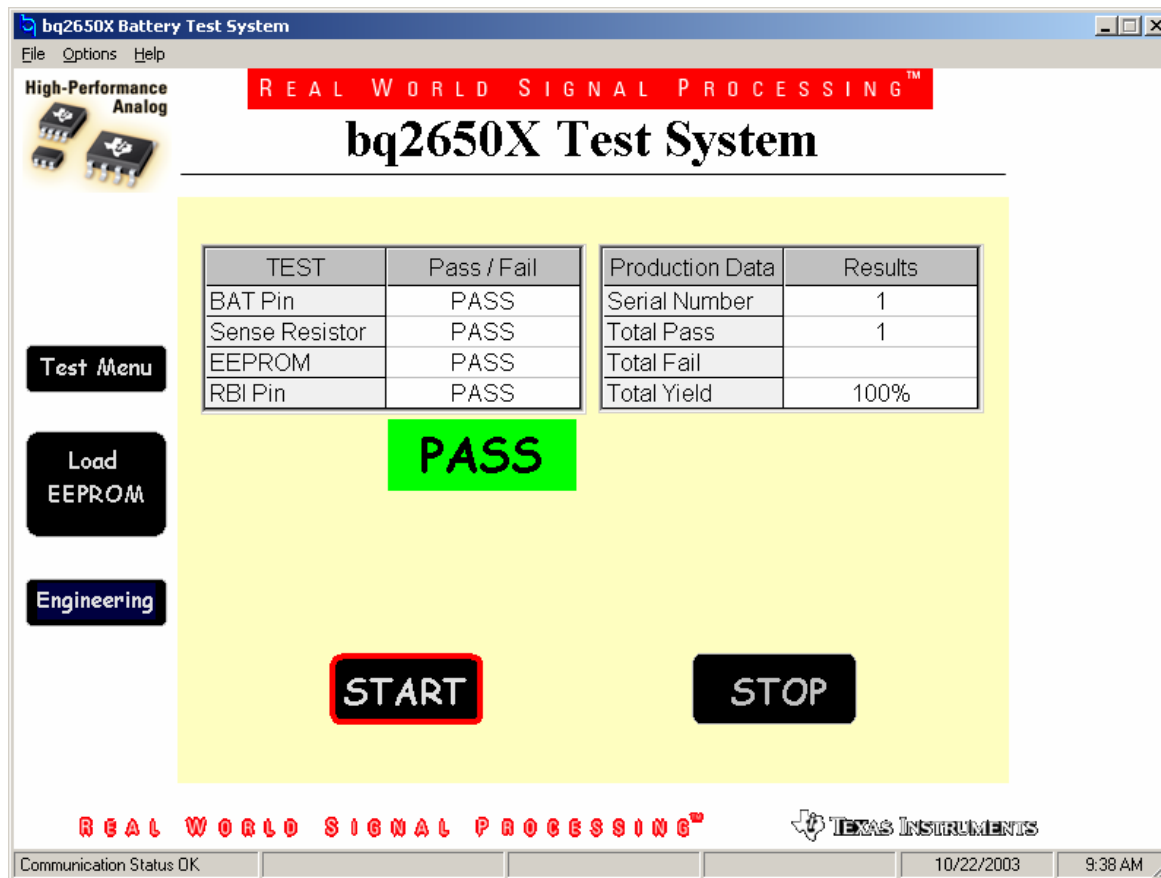 bq2650X Battery Test System
File Options Help
High-Performance
Analog
REAL WORLD SIGNAL PROCESSING™
bq2650X Test System
TEST Pass / Fail
BAT Pin PASS
Sense Resistor PASS
EEPROM PASS
RBI Pin PASS
Production Data Results
Serial Number 1
Total Pass 1
Total Fail
Total Yield 100%
PASS
Test Menu
Load
EEPROM
Engineering
START STOP
REAL WORLD SIGNAL PROCESSING™
TEXAS INSTRUMENTS
Communication Status OK 10/22/2003 9:38 AM